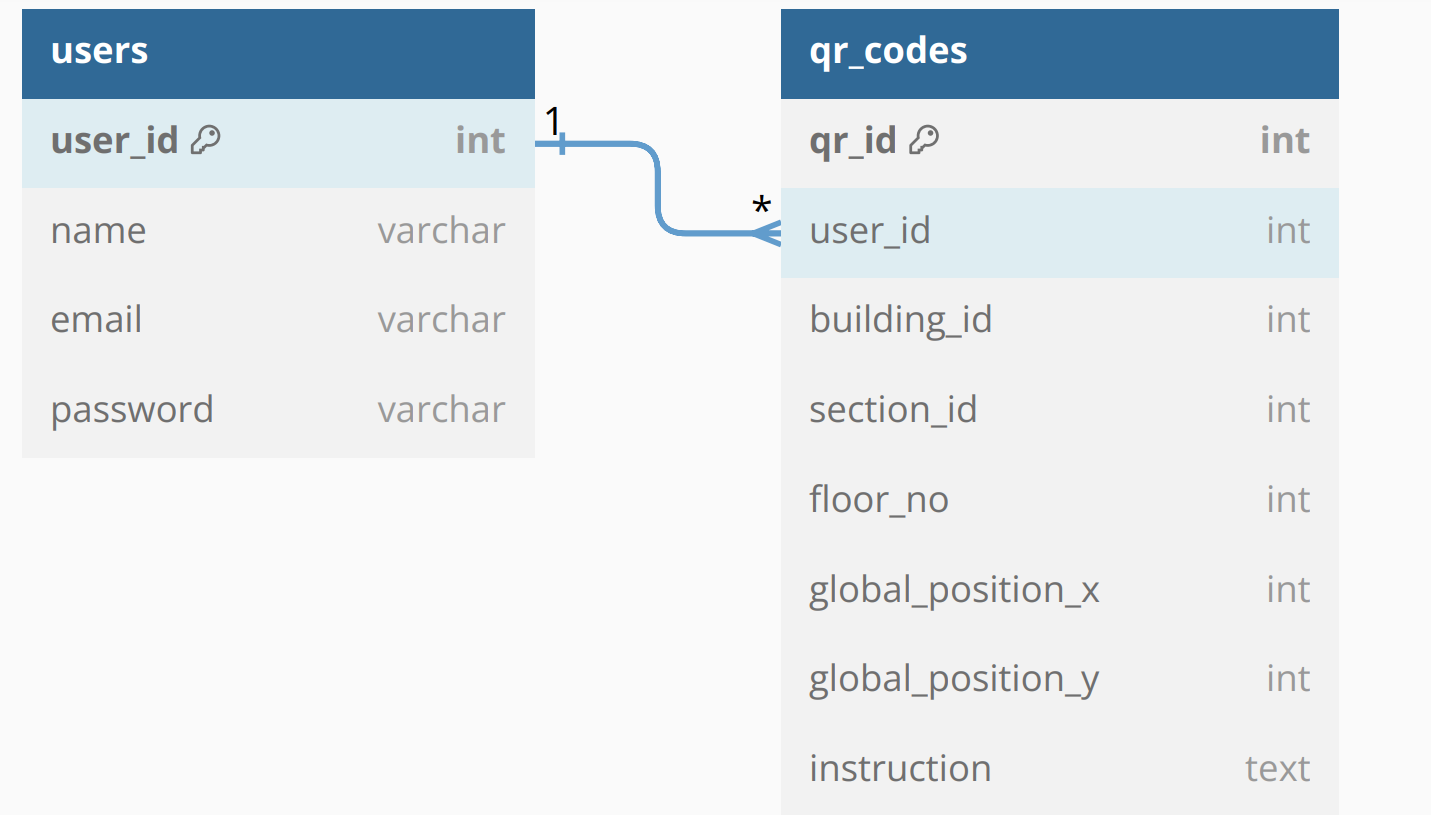 users
user_id int
name varchar
email varchar
password varchar
1
*
qr_codes
qr_id int
user_id int
building_id int
section_id int
floor_no int
global_position_x int
global_position_y int
instruction text